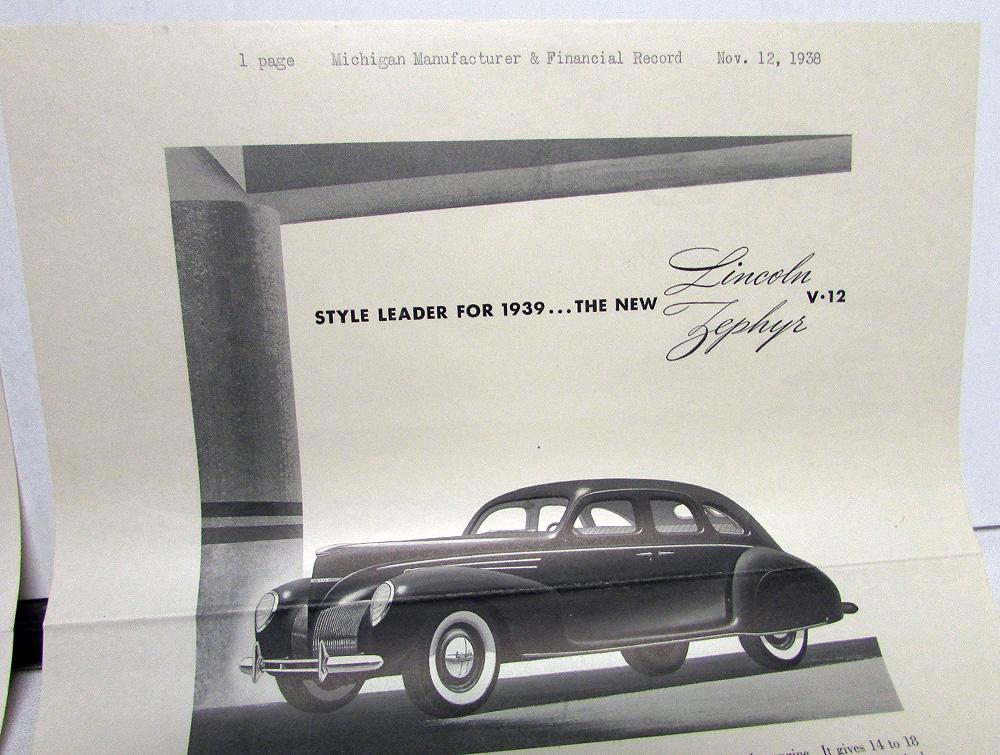 1 page Michigan Manufacturer & Financial Record Nov. 12, 1938
STYLE LEADER FOR 1939...THE NEW Lincoln Zephyr V·12
engine. It gives 14 to 18